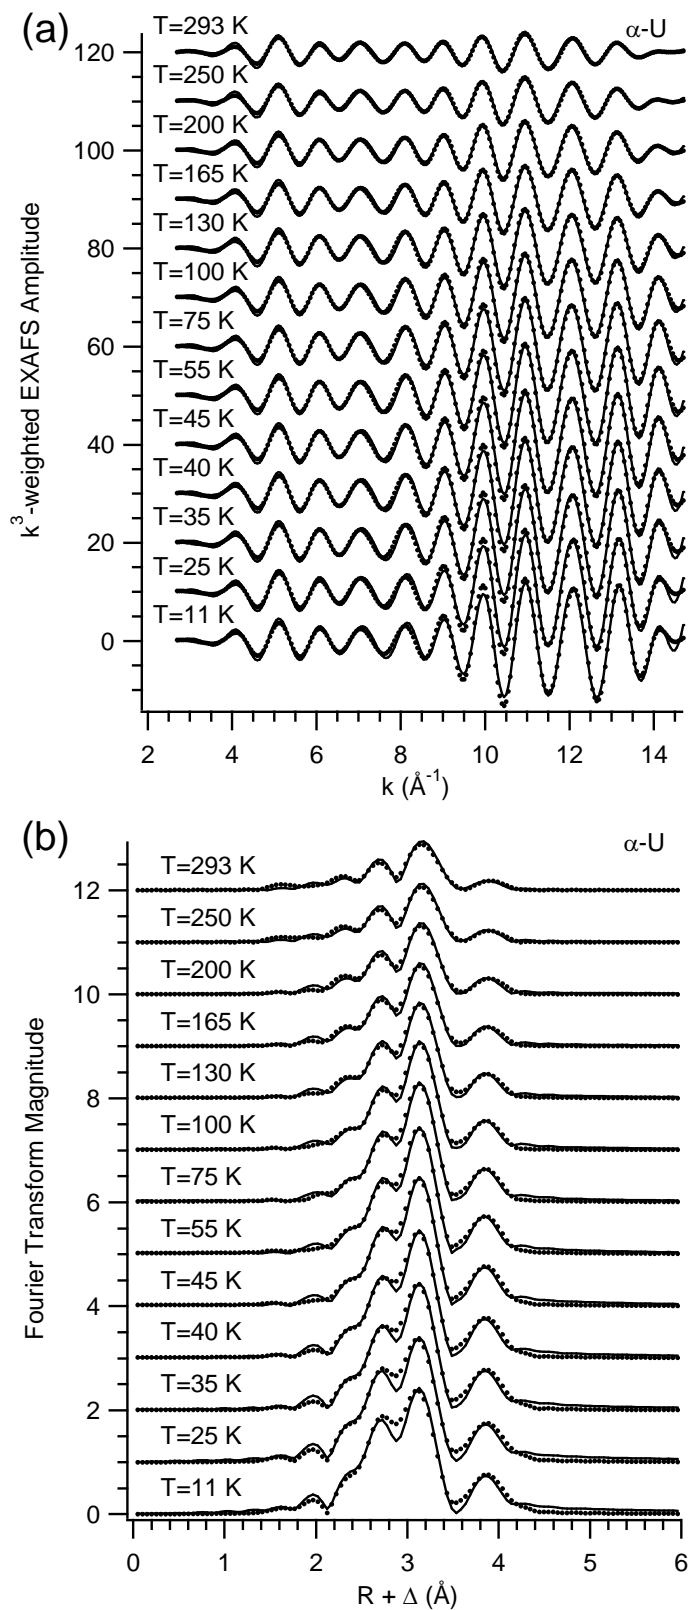 (a)
α-U
T=293 K
120
T=250 K
T=200 K
100
T=165 K
T=130 K
80
T=100 K
T=75 K
60
T=55 K
T=45 K
40
T=40 K
T=35 K
20
T=25 K
T=11 K
0
k³-weighted EXAFS Amplitude
2 4 6 8 10 12 14
k (Å⁻¹)
(b)
α-U
T=293 K
12
T=250 K
T=200 K
10
T=165 K
T=130 K
8
T=100 K
T=75 K
6
T=55 K
T=45 K
4
T=40 K
T=35 K
2
T=25 K
T=11 K
0
Fourier Transform Magnitude
0 1 2 3 4 5 6
R + Δ (Å)